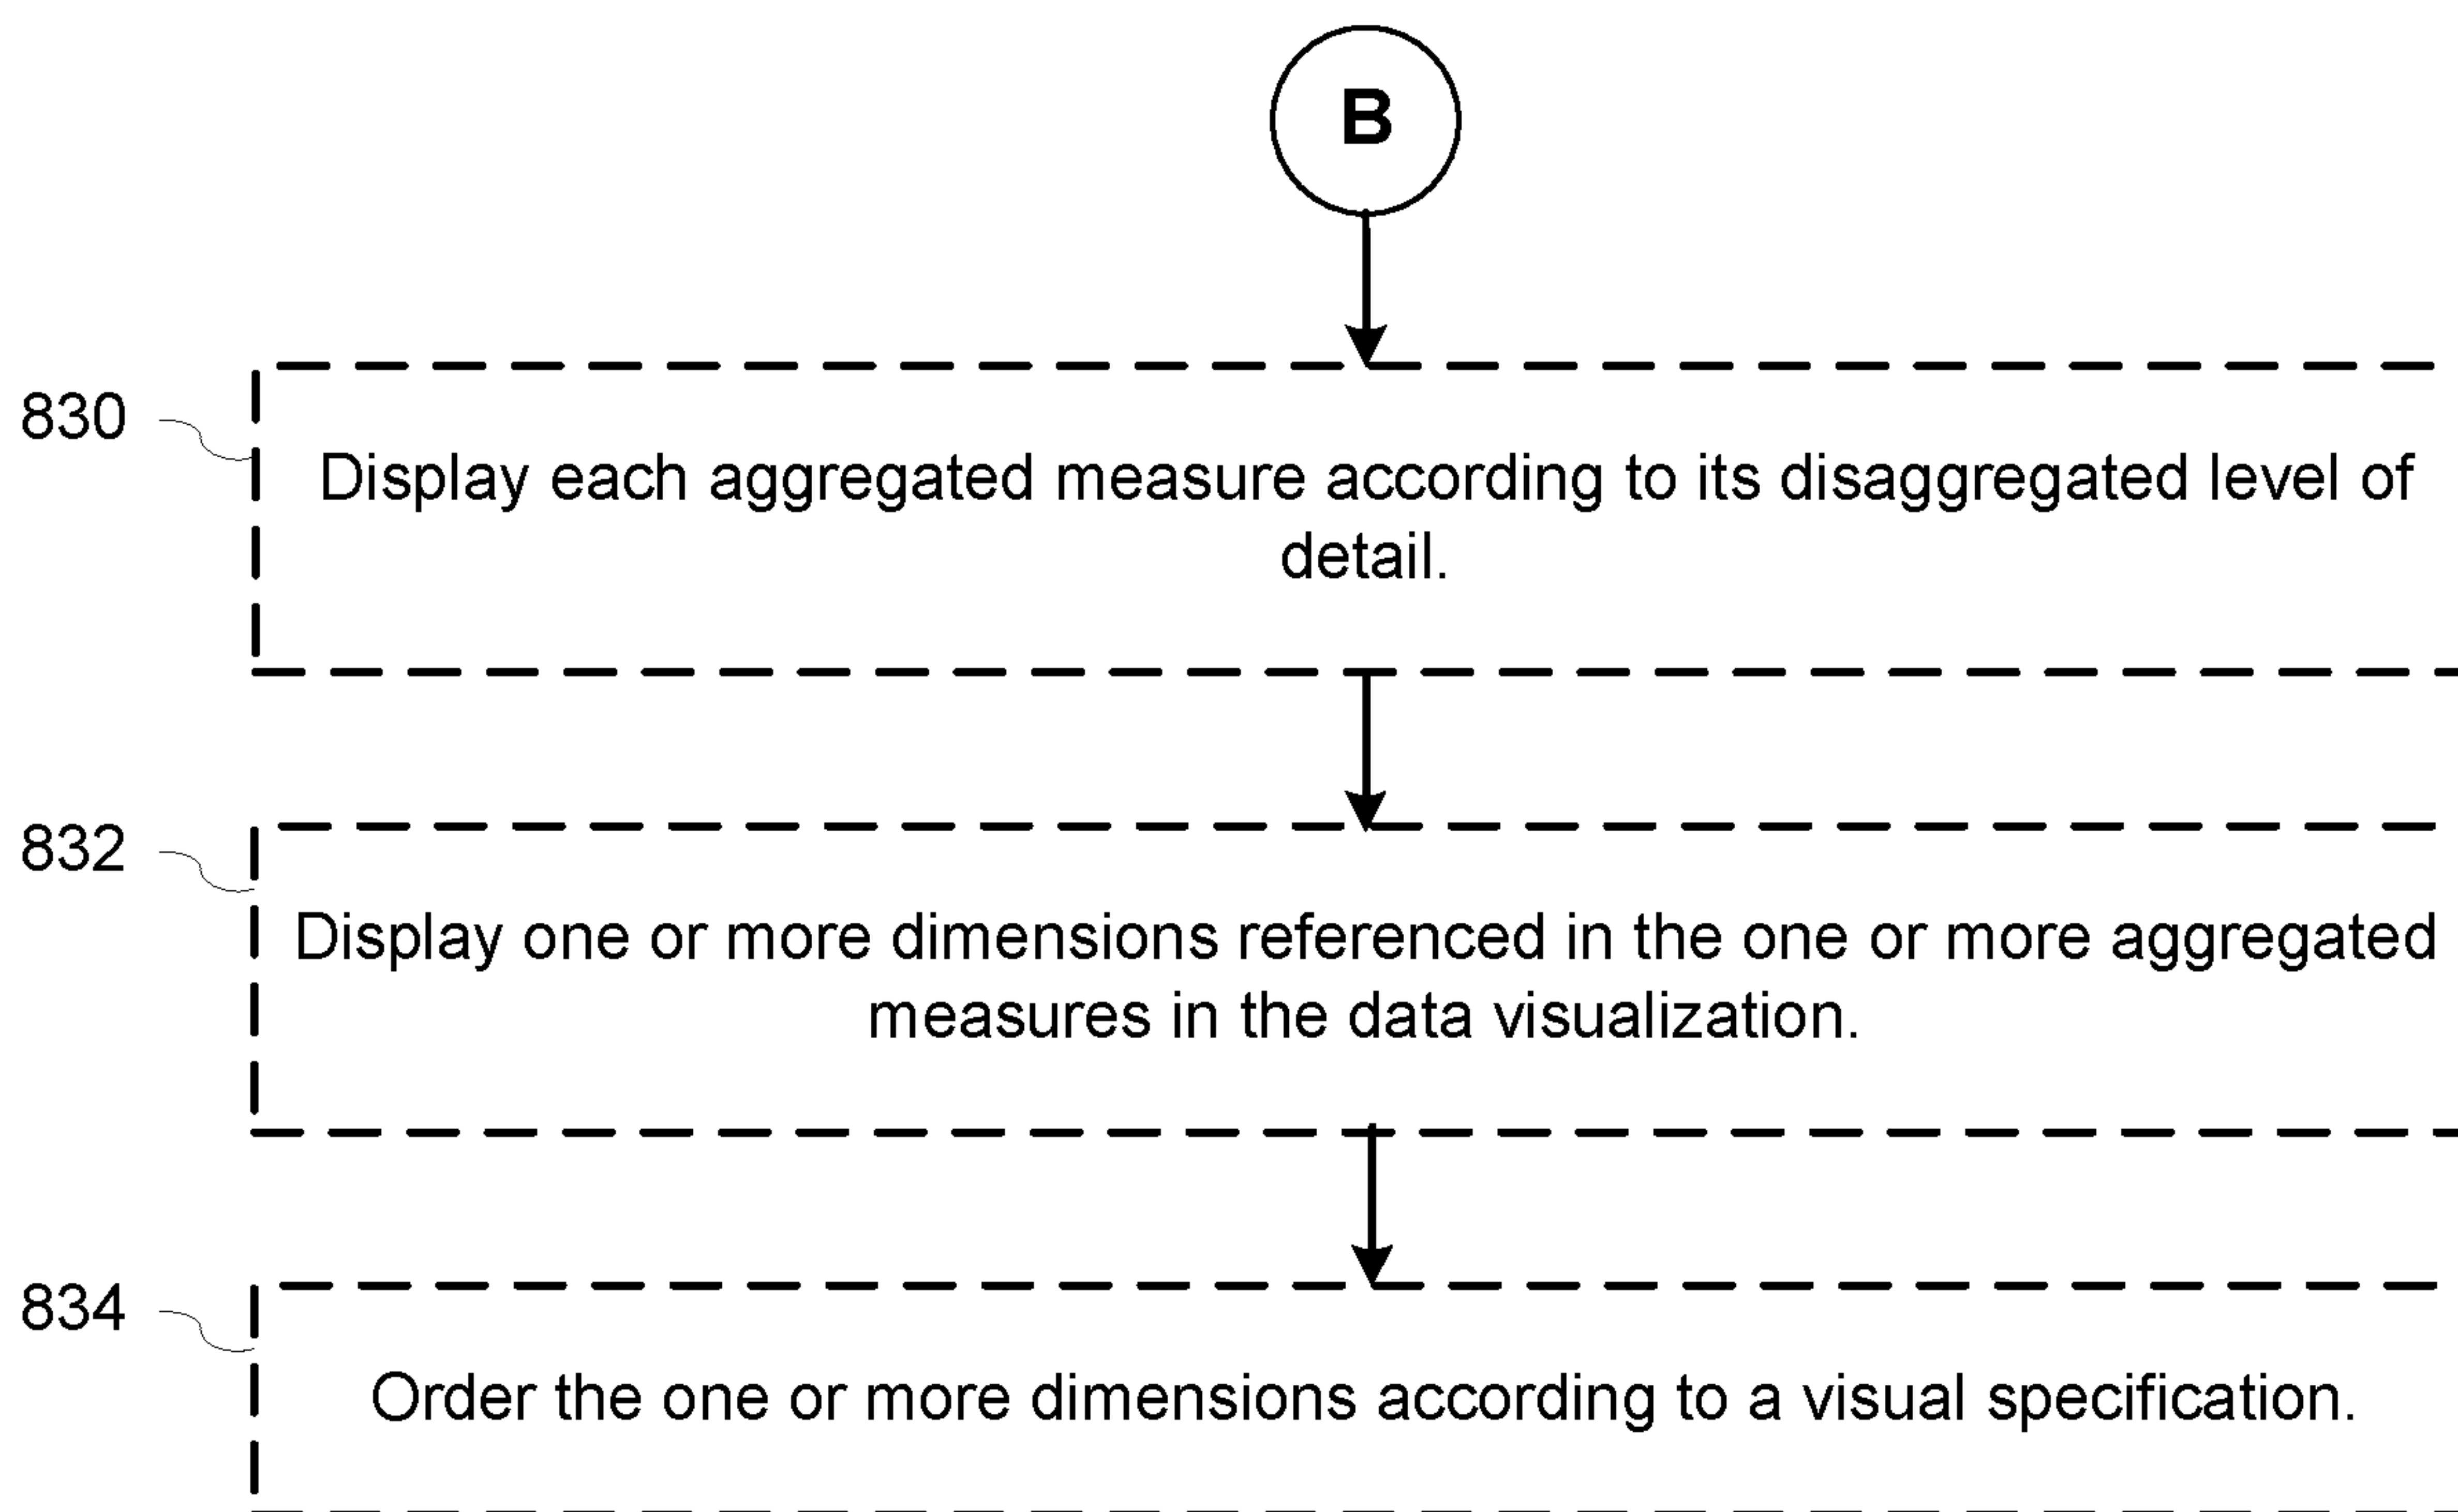 B
830
Display each aggregated measure according to its disaggregated level of
detail.
832
Display one or more dimensions referenced in the one or more aggregated
measures in the data visualization.
834
Order the one or more dimensions according to a visual specification.